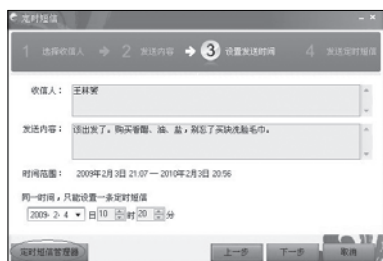 定时短信
1 选择收信人 2 发送内容 3 设置发送时间 4 发送定时短信
收信人： 王林
发送内容： 该出发了。购买香醋、油、盐，别忘了买块洗脸毛巾。
时间范围： 2009年2月3日 21:07 — 2010年2月3日 20:56
同一时间，只能设置一条定时短信
2009- 2- 4 日 10 时 20 分
定时短信管理器 上一步 下一步 取消